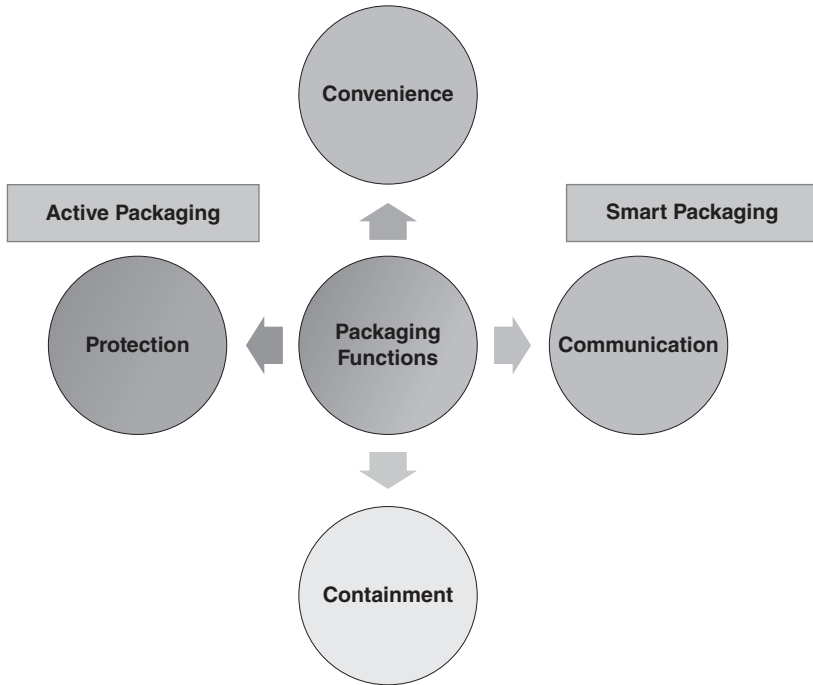 Convenience
Active Packaging
Smart Packaging
Protection
Packaging
Functions
Communication
Containment